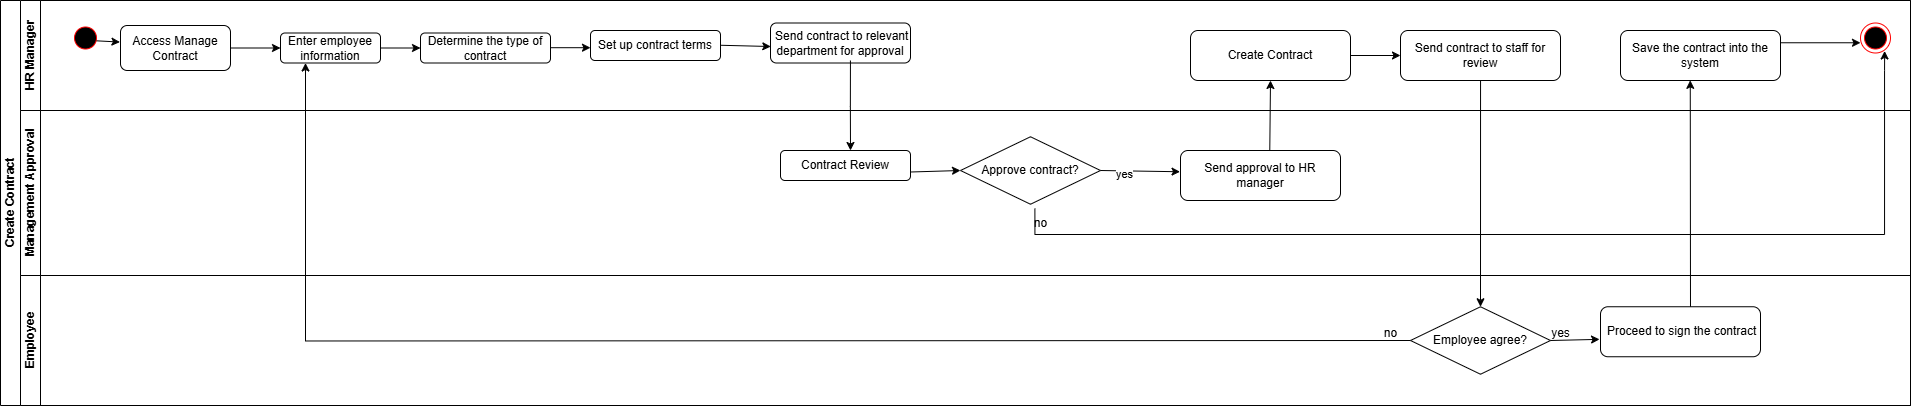 Create Contract
HR Manager
Access Manage
Contract
Enter employee
information
Determine the type of
contract
Set up contract terms
Send contract to relevant
department for approval
Create Contract
Send contract to staff for
review
Save the contract into the
system
Management Approval
Contract Review
Approve contract?
yes
no
Send approval to HR
manager
Employee
no
Employee agree?
yes
Proceed to sign the contract